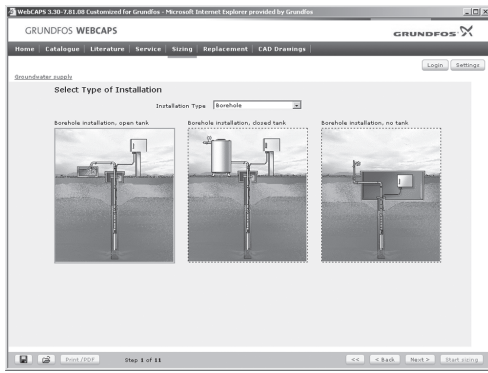 WebCAPS 3.30-7.81.08 Customized for Grundfos - Microsoft Internet Explorer provided by Grundfos
GRUNDFOS WEBCAPS
GRUNDFOS
Home Catalogue Literature Service Sizing Replacement CAD Drawings
Login Settings
Groundwater supply
Select Type of Installation
Installation Type Borehole
Borehole installation, open tank
Borehole installation, closed tank
Borehole installation, no tank
Print /PDF Step 1 of 11 << < Back Next > Start sizing